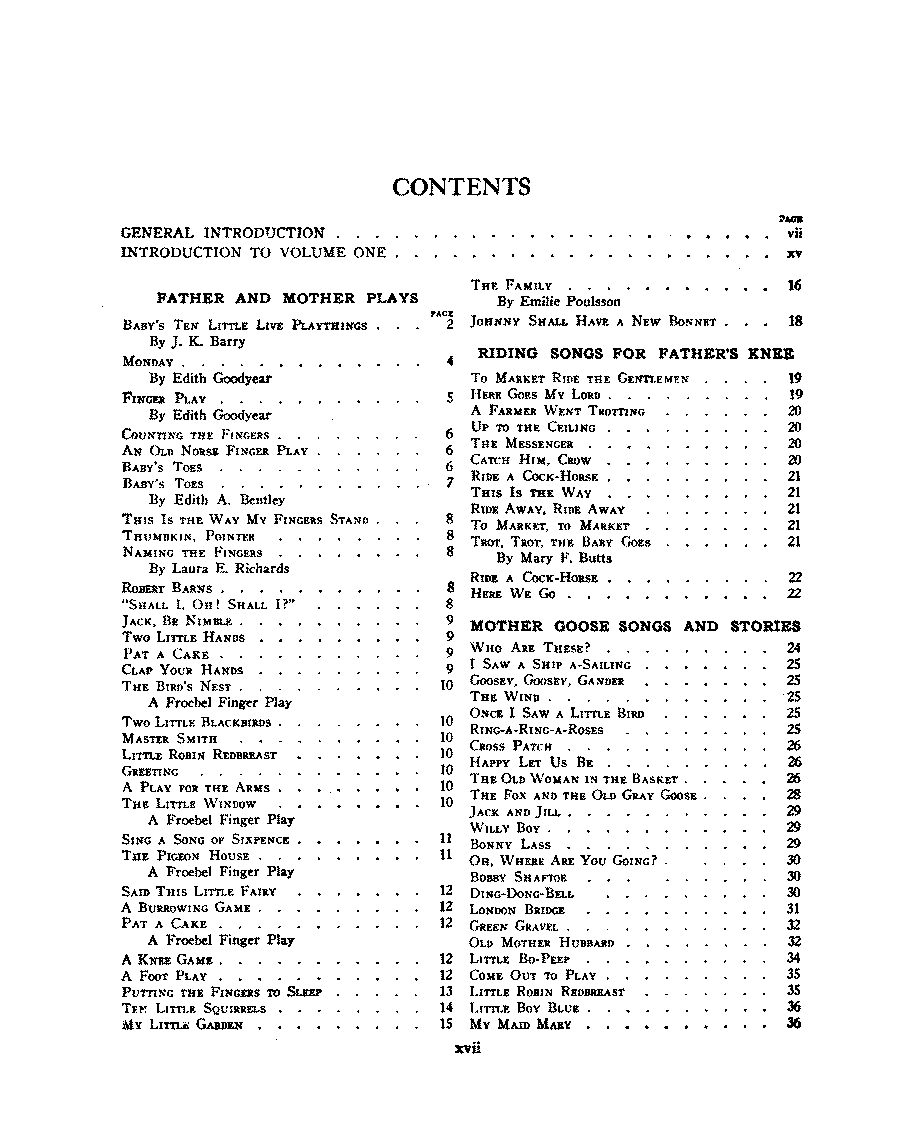 CONTENTS
PAGE
GENERAL INTRODUCTION . . . . . . . . . . . . . . . . . . . . . . . vii
INTRODUCTION TO VOLUME ONE . . . . . . . . . . . . . . . . . . . . xv
FATHER AND MOTHER PLAYS
PAGE
BABY'S TEN LITTLE LIVE PLAYTHINGS . . . 2
By J. K. Barry
MONDAY . . . . . . . . . . . . . 4
By Edith Goodyear
FINGER PLAY . . . . . . . . . . . 5
By Edith Goodyear
COUNTING THE FINGERS . . . . . . . . 6
AN OLD NORSE FINGER PLAY . . . . . . 6
BABY'S TOES . . . . . . . . . . . 6
BABY'S TOES . . . . . . . . . . . 7
By Edith A. Bentley
THIS IS THE WAY MY FINGERS STAND . . . 8
THUMBKIN, POINTER . . . . . . . . 8
NAMING THE FINGERS . . . . . . . . 8
By Laura E. Richards
ROBERT BARNS . . . . . . . . . . . 8
"SHALL I, OH! SHALL I?" . . . . . . 8
JACK, BE NIMBLE . . . . . . . . . . 9
TWO LITTLE HANDS . . . . . . . . . 9
PAT A CAKE . . . . . . . . . . . 9
CLAP YOUR HANDS . . . . . . . . . 9
THE BIRD'S NEST . . . . . . . . . . 10
A Froebel Finger Play
TWO LITTLE BLACKBIRDS . . . . . . . . 10
MASTER SMITH . . . . . . . . . . 10
LITTLE ROBIN REDBREAST . . . . . . . 10
GREETING . . . . . . . . . . . . 10
A PLAY FOR THE ARMS . . . . . . . . 10
THE LITTLE WINDOW . . . . . . . . 10
A Froebel Finger Play
SING A SONG OF SIXPENCE . . . . . . . 11
THE PIGEON HOUSE . . . . . . . . . 11
A Froebel Finger Play
SAID THIS LITTLE FAIRY . . . . . . . 12
A BURROWING GAME . . . . . . . . . 12
PAT A CAKE . . . . . . . . . . . 12
A Froebel Finger Play
A KNEE GAME . . . . . . . . . . . 12
A FOOT PLAY . . . . . . . . . . . 12
PUTTING THE FINGERS TO SLEEP . . . . . 13
TEN LITTLE SQUIRRELS . . . . . . . . 14
MY LITTLE GARDEN . . . . . . . . . 15
THE FAMILY . . . . . . . . . . . 16
By Emilie Poulsson
JOHNNY SHALL HAVE A NEW BONNET . . . 18
RIDING SONGS FOR FATHER'S KNEE
TO MARKET RIDE THE GENTLEMEN . . . . 19
HERE GOES MY LORD . . . . . . . . . 19
A FARMER WENT TROTTING . . . . . . 20
UP TO THE CEILING . . . . . . . . . 20
THE MESSENGER . . . . . . . . . . 20
CATCH HIM, CROW . . . . . . . . . 20
RIDE A COCK-HORSE . . . . . . . . . 21
THIS IS THE WAY . . . . . . . . . 21
RIDE AWAY, RIDE AWAY . . . . . . . 21
TO MARKET, TO MARKET . . . . . . . 21
TROT, TROT, THE BABY GOES . . . . . . 21
By Mary F. Butts
RIDE A COCK-HORSE . . . . . . . . . 22
HERE WE GO . . . . . . . . . . . 22
MOTHER GOOSE SONGS AND STORIES
WHO ARE THESE? . . . . . . . . . 24
I SAW A SHIP A-SAILING . . . . . . . 25
GOOSEY, GOOSEY, GANDER . . . . . . . 25
THE WIND . . . . . . . . . . . . 25
ONCE I SAW A LITTLE BIRD . . . . . . 25
RING-A-RING-A-ROSES . . . . . . . . 25
CROSS PATCH . . . . . . . . . . . 26
HAPPY LET US BE . . . . . . . . . 26
THE OLD WOMAN IN THE BASKET . . . . . 26
THE FOX AND THE OLD GRAY GOOSE . . . . 28
JACK AND JILL . . . . . . . . . . . 29
WILLY BOY . . . . . . . . . . . . 29
BONNY LASS . . . . . . . . . . . 29
OH, WHERE ARE YOU GOING? . . . . . 30
BOBBY SHAFTOE . . . . . . . . . . 30
DING-DONG-BELL . . . . . . . . . 30
LONDON BRIDGE . . . . . . . . . . 31
GREEN GRAVEL . . . . . . . . . . . 32
OLD MOTHER HUBBARD . . . . . . . . 32
LITTLE BO-PEEP . . . . . . . . . . 34
COME OUT TO PLAY . . . . . . . . . 35
LITTLE ROBIN REDBREAST . . . . . . . 35
LITTLE BOY BLUE . . . . . . . . . . 36
MY MAID MARY . . . . . . . . . . 36
xvii